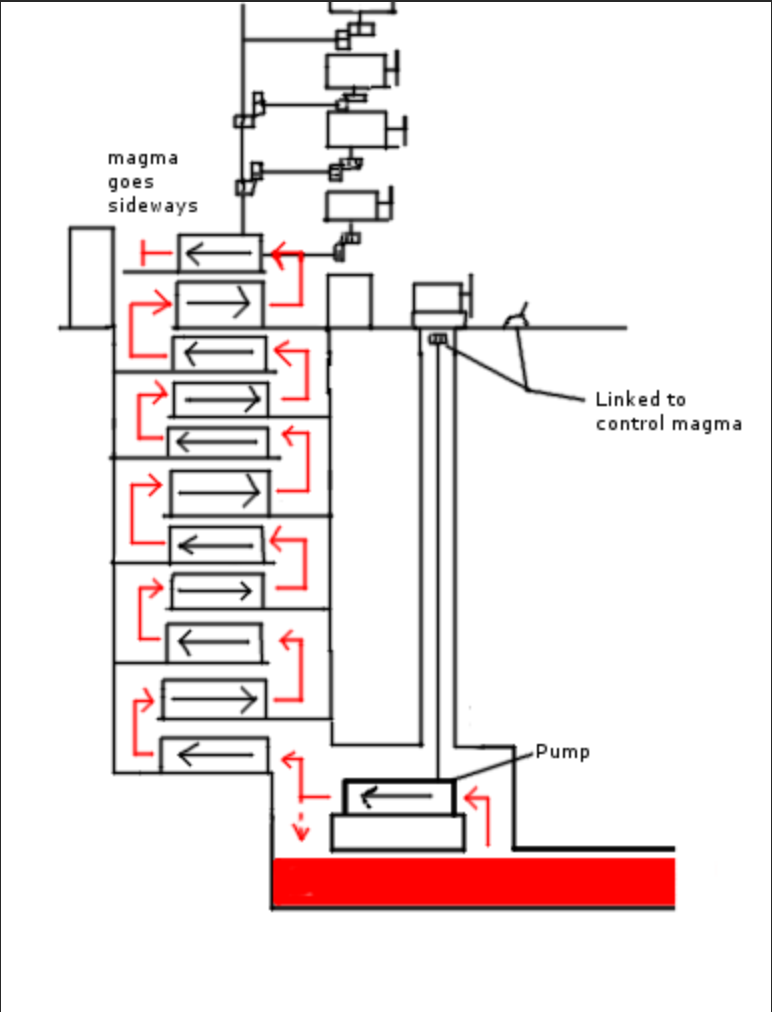 magma
goes
sideways
Linked to
control magma
Pump